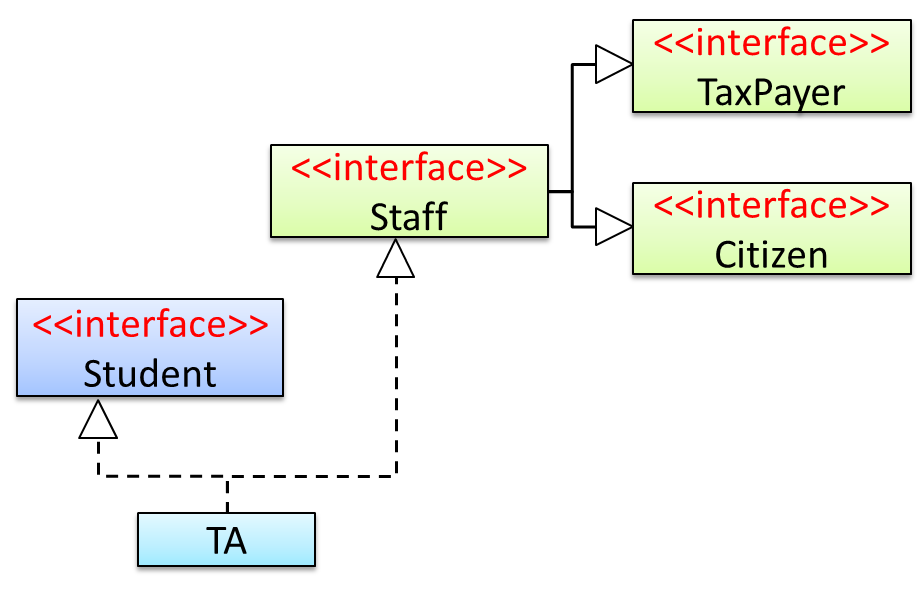 <<interface>>
TaxPayer
<<interface>>
Staff
<<interface>>
Citizen
<<interface>>
Student
TA